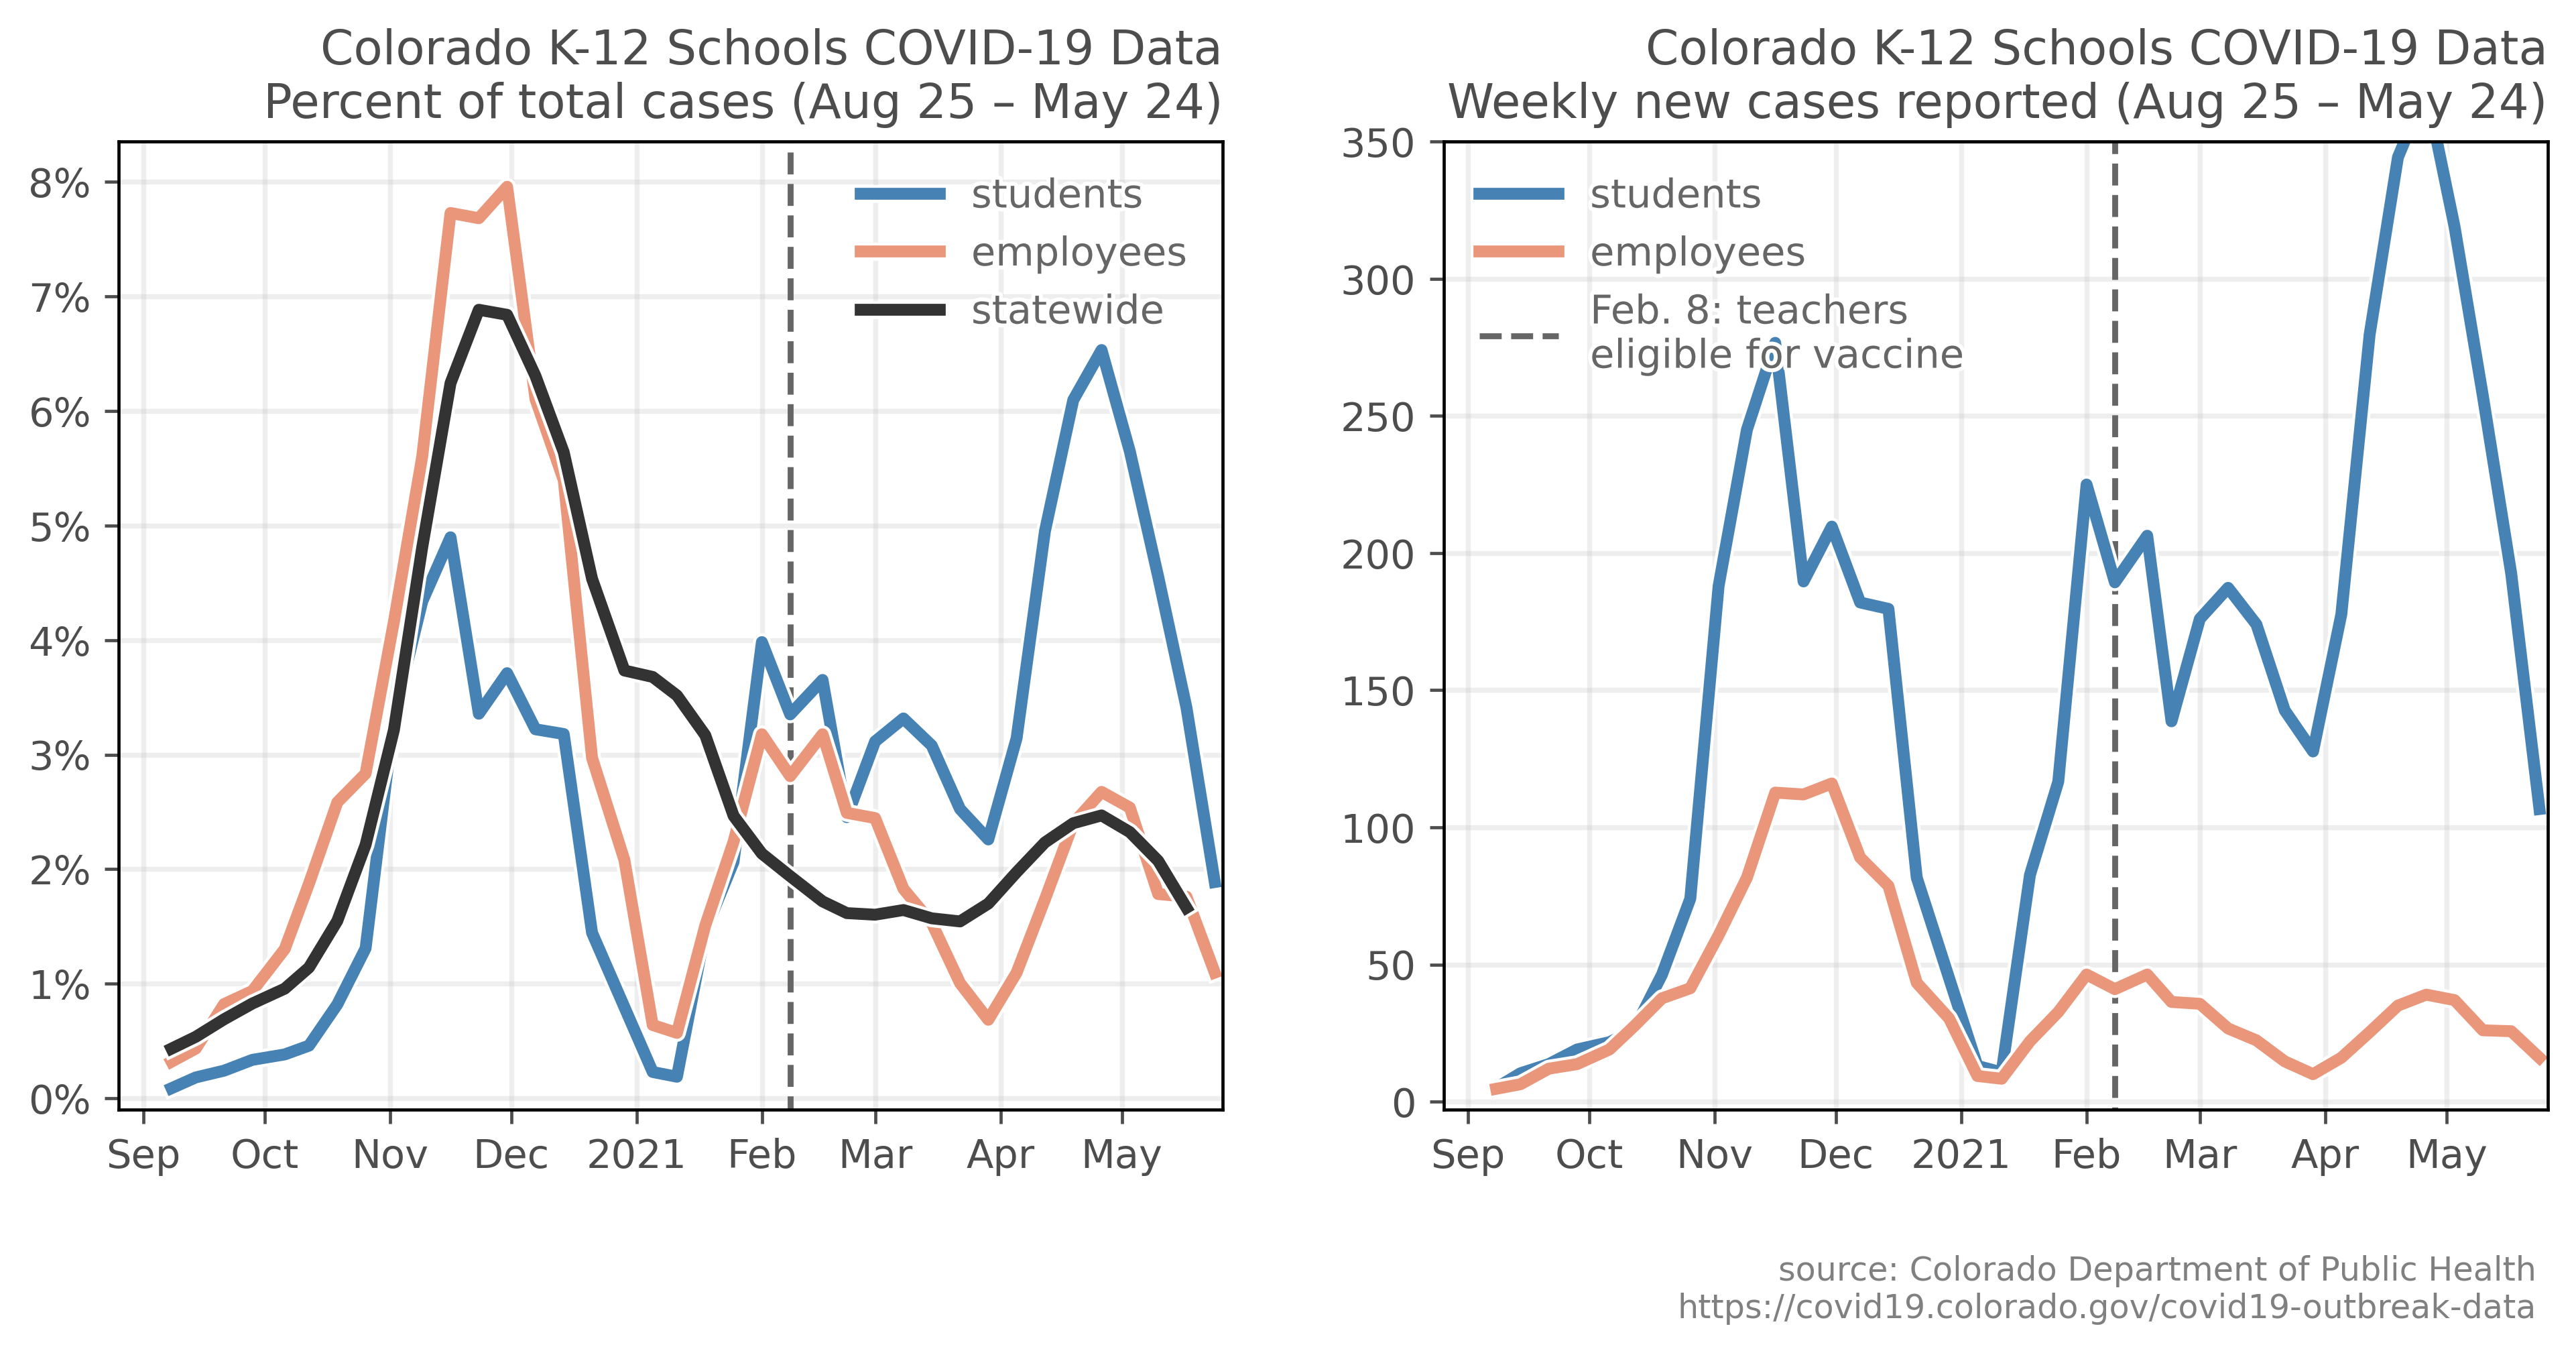 Colorado K-12 Schools COVID-19 Data
Percent of total cases (Aug 25 – May 24)
8%
7%
6%
5%
4%
3%
2%
1%
0%
students
employees
statewide
Sep Oct Nov Dec 2021 Feb Mar Apr May
Colorado K-12 Schools COVID-19 Data
Weekly new cases reported (Aug 25 – May 24)
350
300
250
200
150
100
50
0
students
employees
Feb. 8: teachers
eligible for vaccine
Sep Oct Nov Dec 2021 Feb Mar Apr May
source: Colorado Department of Public Health
https://covid19.colorado.gov/covid19-outbreak-data